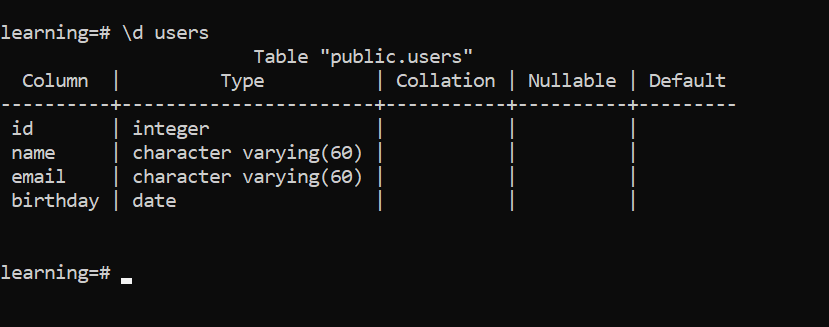 learning=# \d users
                       Table "public.users"
  Column  |         Type          | Collation | Nullable | Default
----------+-----------------------+-----------+----------+---------
 id       | integer               |           |          |
 name     | character varying(60) |           |          |
 email    | character varying(60) |           |          |
 birthday | date                  |           |          |
learning=#